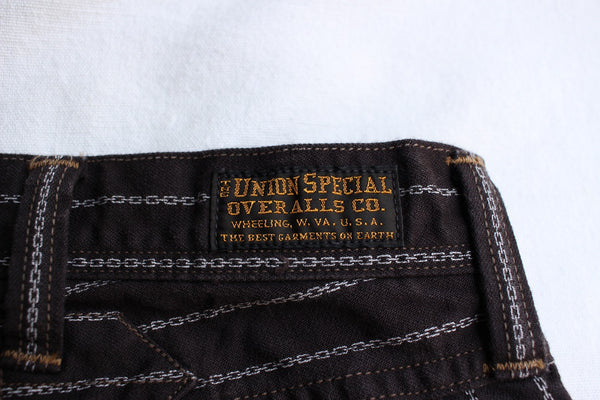 THE UNION SPECIAL
OVERALLS CO.
WHEELING, W. VA. U. S. A.
THE BEST GARMENTS ON EARTH